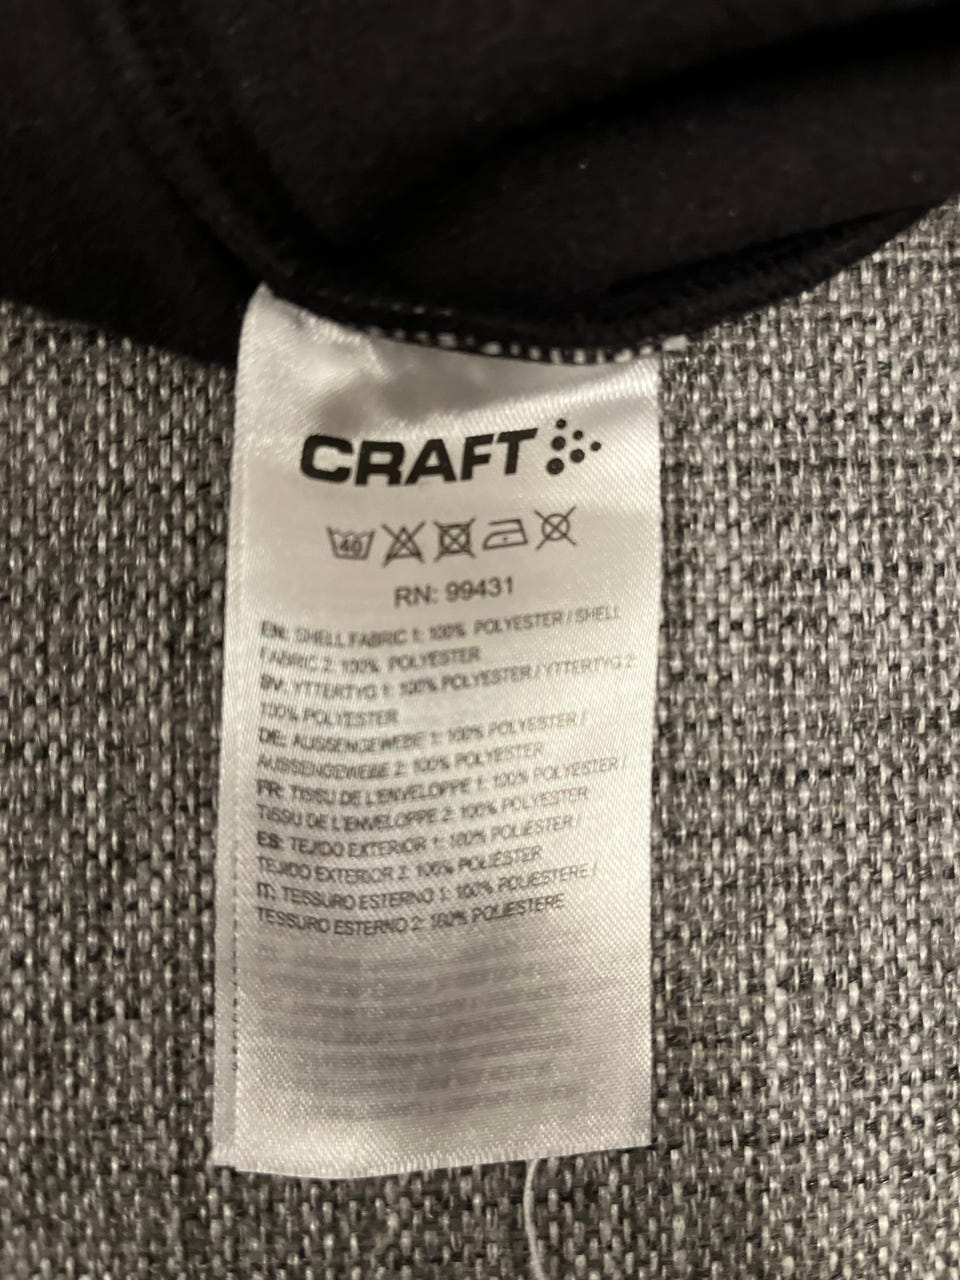 CRAFT
40
RN: 99431
EN: SHELL FABRIC 1: 100% POLYESTER / SHELL
FABRIC 2: 100% POLYESTER
SV: YTTERTYG 1: 100% POLYESTER / YTTERTYG 2:
100% POLYESTER
DE: AUSSENGEWEBE 1: 100% POLYESTER /
AUSSENGEWEBE 2: 100% POLYESTER
FR: TISSU DE L'ENVELOPPE 1: 100% POLYESTER /
TISSU DE L'ENVELOPPE 2: 100% POLYESTER
ES: TEJIDO EXTERIOR 1: 100% POLIÉSTER /
TEJIDO EXTERIOR 2: 100% POLIÉSTER
IT: TESSURO ESTERNO 1: 100% POLIESTERE /
TESSURO ESTERNO 2: 100% POLIESTERE